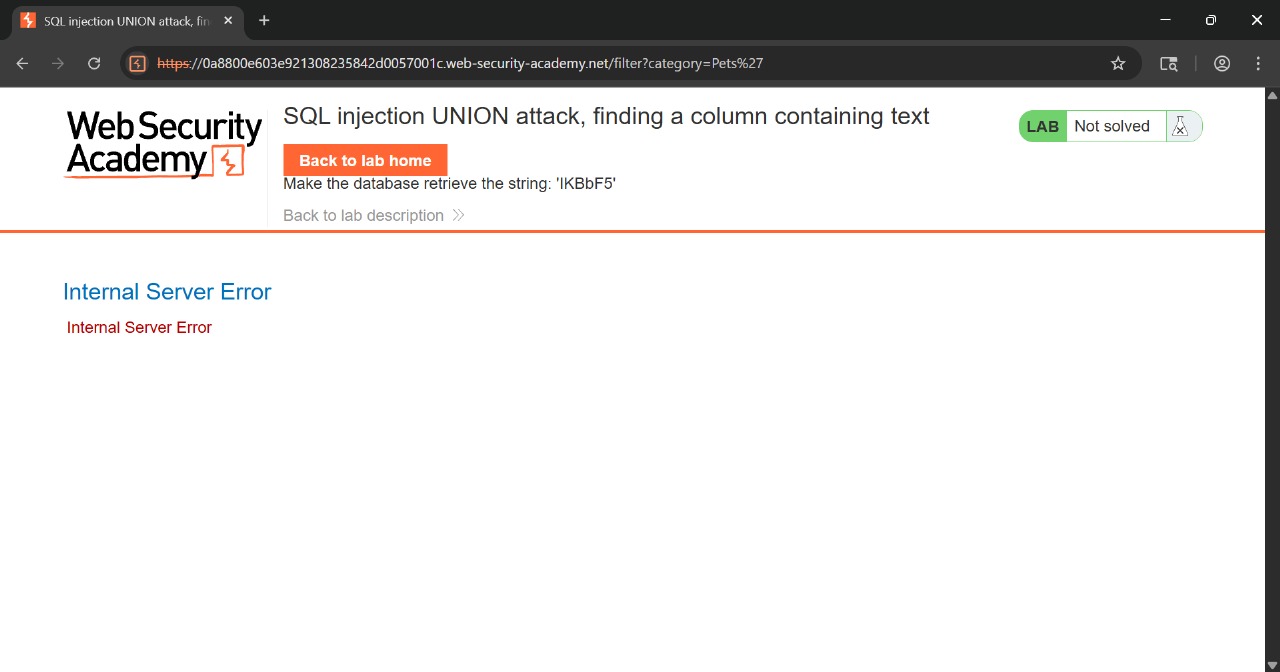 SQL injection UNION attack, fin
https://0a8800e603e921308235842d0057001c.web-security-academy.net/filter?category=Pets%27
Web Security
Academy
SQL injection UNION attack, finding a column containing text
Back to lab home
Make the database retrieve the string: 'IKBbF5'
Back to lab description
LAB Not solved
Internal Server Error
Internal Server Error